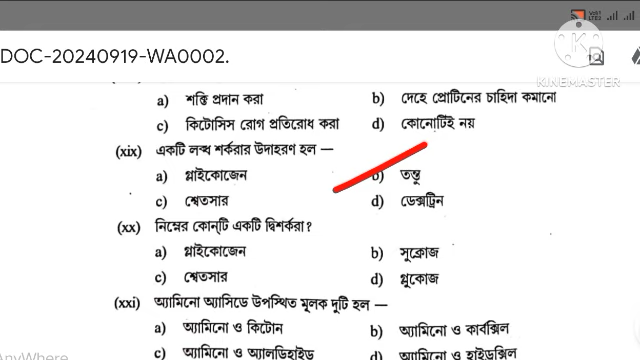 DOC-20240919-WA0002.
KINEMASTER
a) শক্তি প্রদান করা b) দেহে প্রোটিনের চাহিদা কমানো
c) কিটোসিস রোগ প্রতিরোধ করা d) কোনোটিই নয়
(xix) একটি লব্ধ শর্করার উদাহরণ হল —
a) গ্লাইকোজেন b) তন্তু
c) শ্বেতসার d) ডেক্সট্রিন
(xx) নিম্নের কোন্‌টি একটি দ্বিশর্করা?
a) গ্লাইকোজেন b) সুক্রোজ
c) শ্বেতসার d) গ্লুকোজ
(xxi) অ্যামিনো অ্যাসিডে উপস্থিত মূলক দুটি হল —
a) অ্যামিনো ও কিটোন b) অ্যামিনো ও কার্বক্সিল
c) অ্যামিনো ও অ্যালডিহাইড d) অ্যামিনো ও হাইড্রক্সিল
AnyWhere